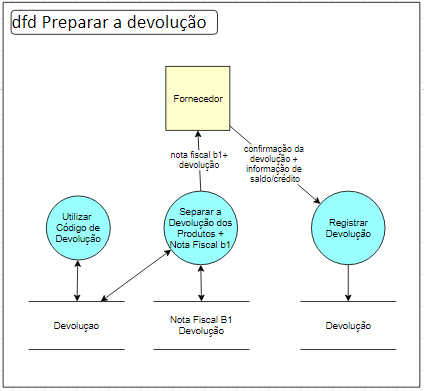 dfd Preparar a devolução
Fornecedor
nota fiscal b1+
devolução
confirmação da
devolução +
informação de
saldo/crédito
Utilizar
Código de
Devolução
Separar a
Devolução dos
Produtos +
Nota Fiscal b1
Registrar
Devolução
Devoluçao
Nota Fiscal B1
Devolução
Devolução